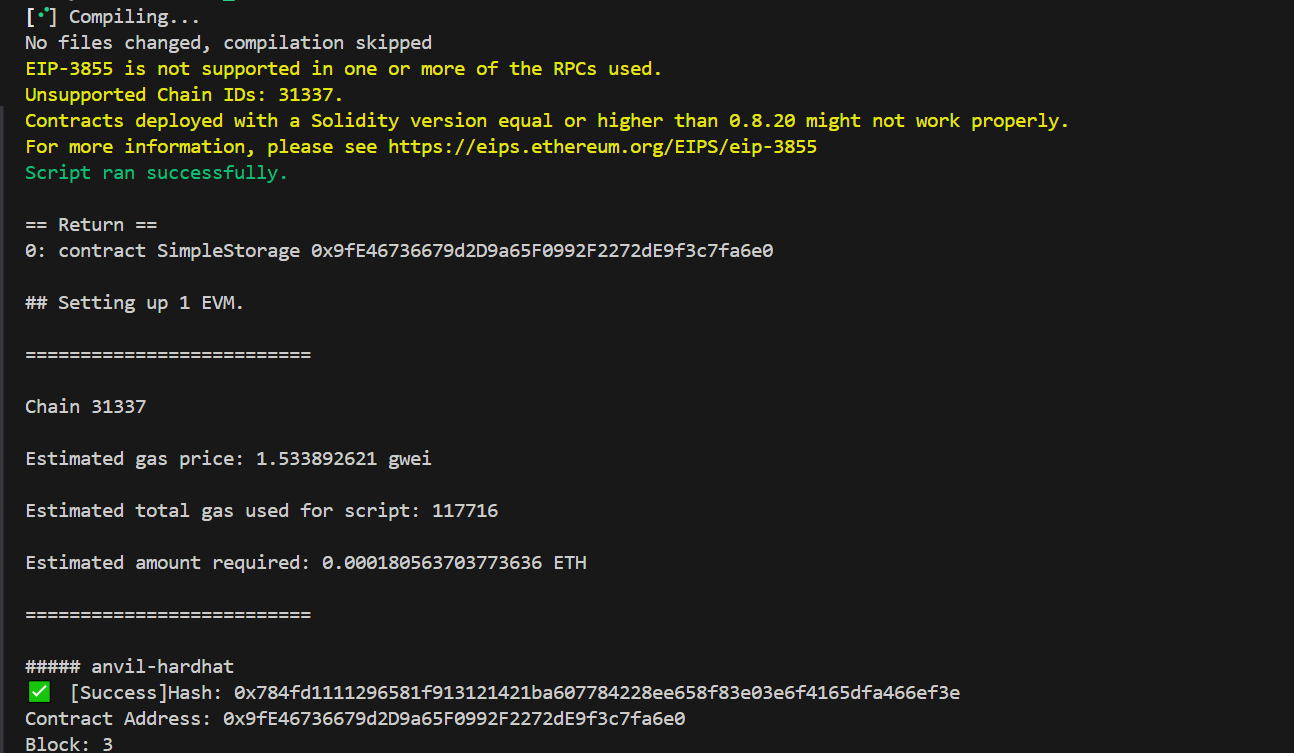 [⠊] Compiling...
No files changed, compilation skipped
EIP-3855 is not supported in one or more of the RPCs used.
Unsupported Chain IDs: 31337.
Contracts deployed with a Solidity version equal or higher than 0.8.20 might not work properly.
For more information, please see https://eips.ethereum.org/EIPS/eip-3855
Script ran successfully.
== Return ==
0: contract SimpleStorage 0x9fE46736679d2D9a65F0992F2272dE9f3c7fa6e0
## Setting up 1 EVM.
==========================
Chain 31337
Estimated gas price: 1.533892621 gwei
Estimated total gas used for script: 117716
Estimated amount required: 0.000180563703773636 ETH
==========================
##### anvil-hardhat
✅ [Success]Hash: 0x784fd1111296581f913121421ba607784228ee658f83e03e6f4165dfa466ef3e
Contract Address: 0x9fE46736679d2D9a65F0992F2272dE9f3c7fa6e0
Block: 3